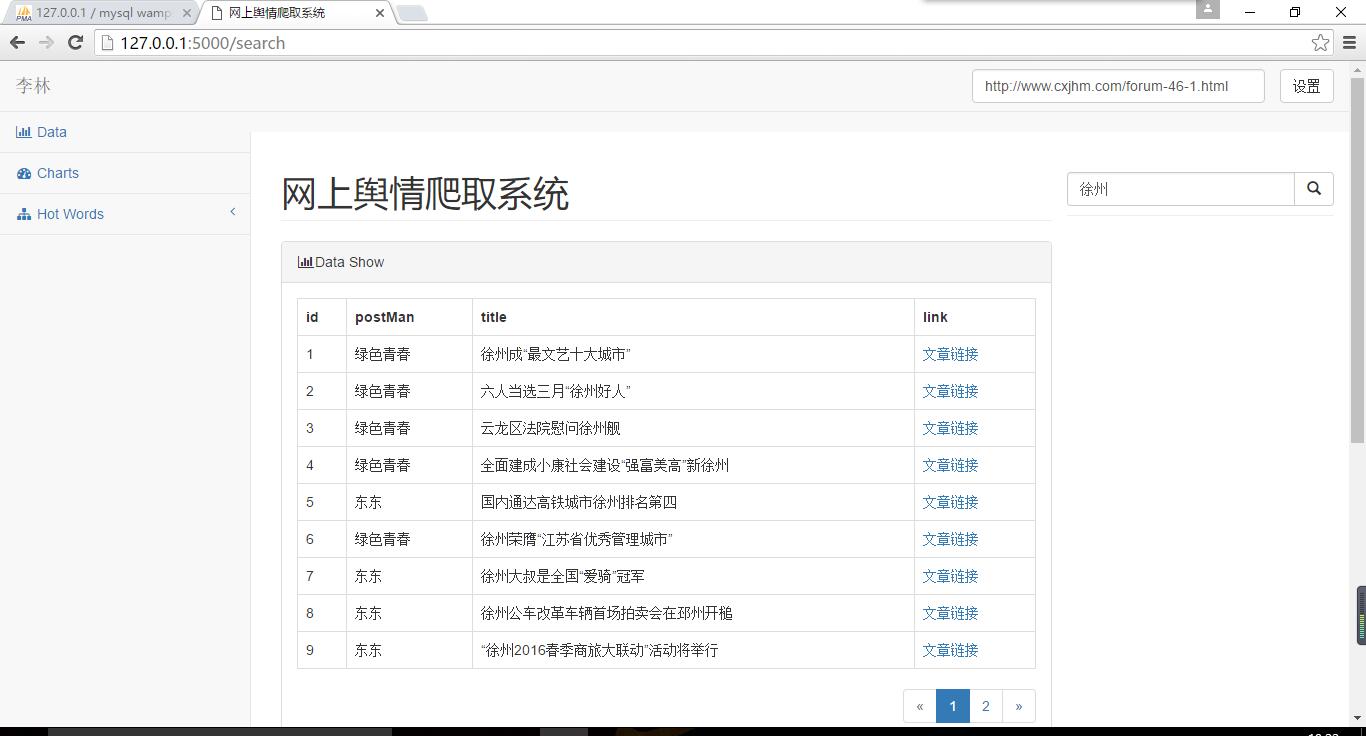 127.0.0.1 / mysql wamp
网上舆情爬取系统
127.0.0.1:5000/search
李林
http://www.cxjhm.com/forum-46-1.html
设置
Data
Charts
Hot Words
网上舆情爬取系统
徐州
Data Show
id postMan title link
1 绿色青春 徐州成“最文艺十大城市” 文章链接
2 绿色青春 六人当选三月“徐州好人” 文章链接
3 绿色青春 云龙区法院慰问徐州舰 文章链接
4 绿色青春 全面建成小康社会建设“强富美高”新徐州 文章链接
5 东东 国内通达高铁城市徐州排名第四 文章链接
6 绿色青春 徐州荣膺“江苏省优秀管理城市” 文章链接
7 东东 徐州大叔是全国“爱骑”冠军 文章链接
8 东东 徐州公车改革车辆首场拍卖会在邳州开槌 文章链接
9 东东 “徐州2016春季商旅大联动”活动将举行 文章链接
« 1 2 »